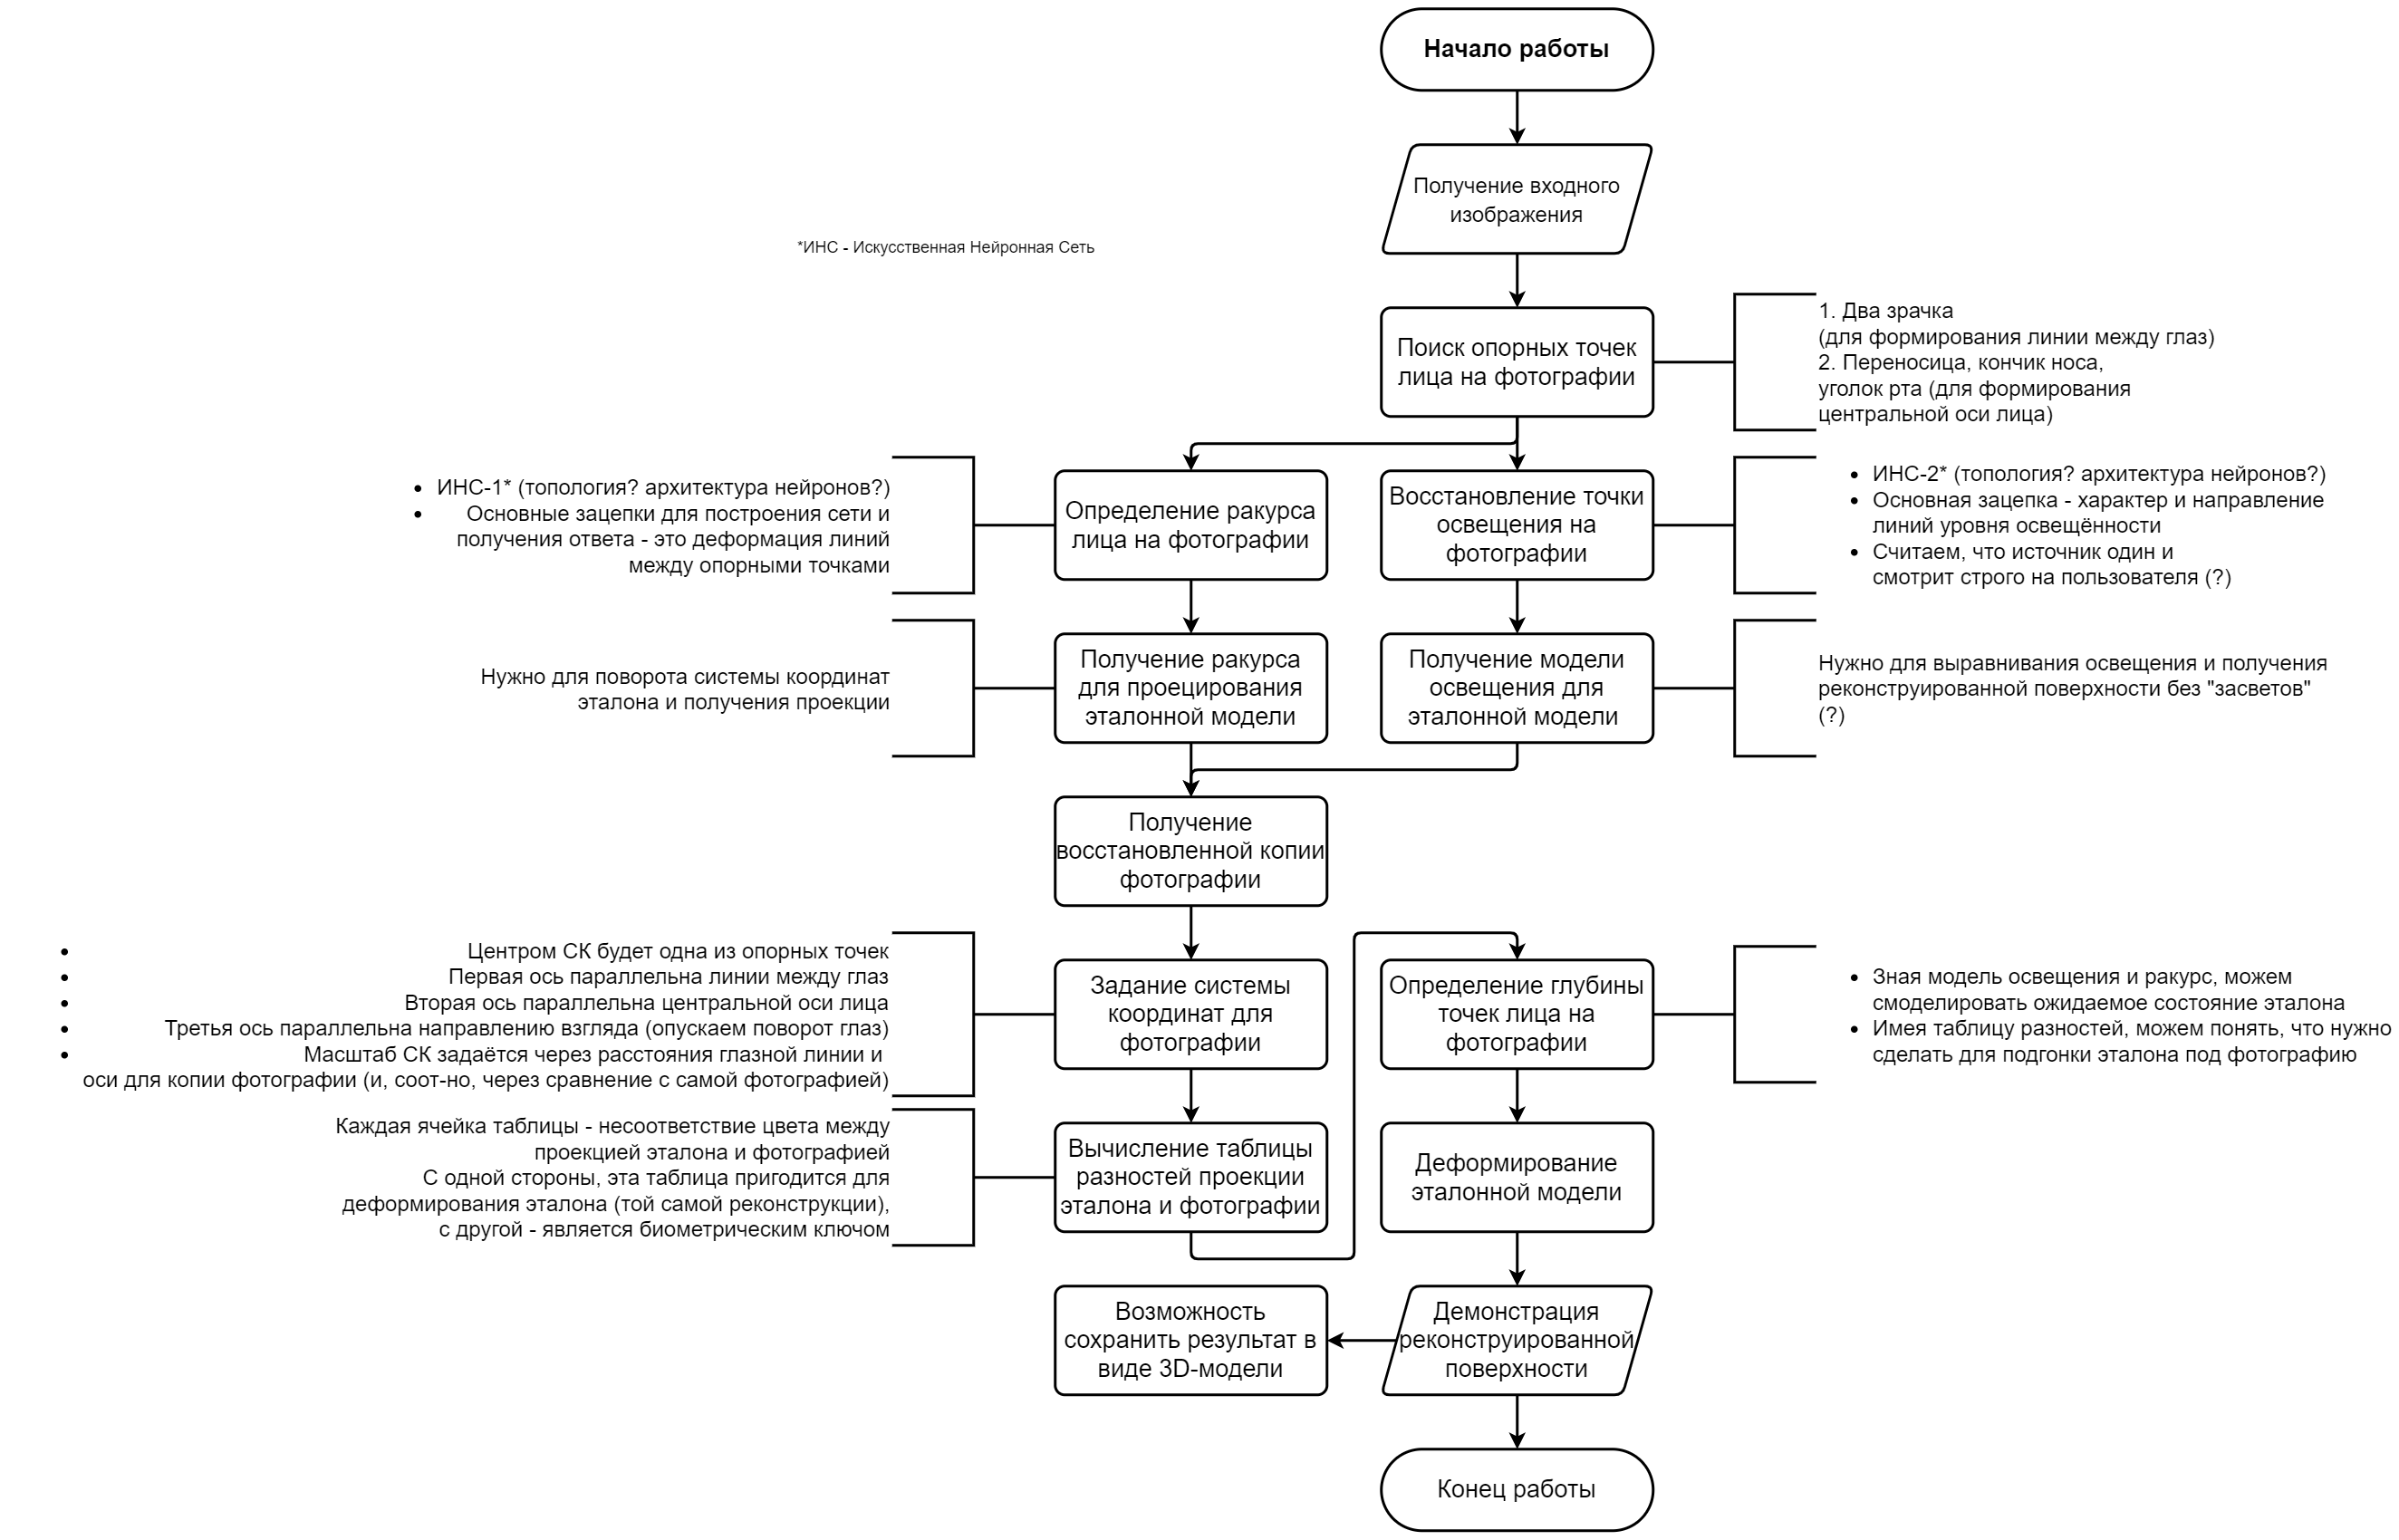 Начало работы
Получение входного
изображения
*ИНС - Искусственная Нейронная Сеть
Поиск опорных точек
лица на фотографии
1. Два зрачка
(для формирования линии между глаз)
2. Переносица, кончик носа,
уголок рта (для формирования
центральной оси лица)
• ИНС-1* (топология? архитектура нейронов?)
• Основные зацепки для построения сети и
получения ответа - это деформация линий
между опорными точками
Определение ракурса
лица на фотографии
Восстановление точки
освещения на
фотографии
• ИНС-2* (топология? архитектура нейронов?)
• Основная зацепка - характер и направление
линий уровня освещённости
• Считаем, что источник один и
смотрит строго на пользователя (?)
Нужно для поворота системы координат
эталона и получения проекции
Получение ракурса
для проецирования
эталонной модели
Получение модели
освещения для
эталонной модели
Нужно для выравнивания освещения и получения
реконструированной поверхности без "засветов"
(?)
Получение
восстановленной копии
фотографии
• Центром СК будет одна из опорных точек
• Первая ось параллельна линии между глаз
• Вторая ось параллельна центральной оси лица
• Третья ось параллельна направлению взгляда (опускаем поворот глаз)
• Масштаб СК задаётся через расстояния глазной линии и
оси для копии фотографии (и, соот-но, через сравнение с самой фотографией)
Задание системы
координат для
фотографии
Определение глубины
точек лица на
фотографии
• Зная модель освещения и ракурс, можем
смоделировать ожидаемое состояние эталона
• Имея таблицу разностей, можем понять, что нужно
сделать для подгонки эталона под фотографию
Каждая ячейка таблицы - несоответствие цвета между
проекцией эталона и фотографией
С одной стороны, эта таблица пригодится для
деформирования эталона (той самой реконструкции),
с другой - является биометрическим ключом
Вычисление таблицы
разностей проекции
эталона и фотографии
Деформирование
эталонной модели
Возможность
сохранить результат в
виде 3D-модели
Демонстрация
реконструированной
поверхности
Конец работы